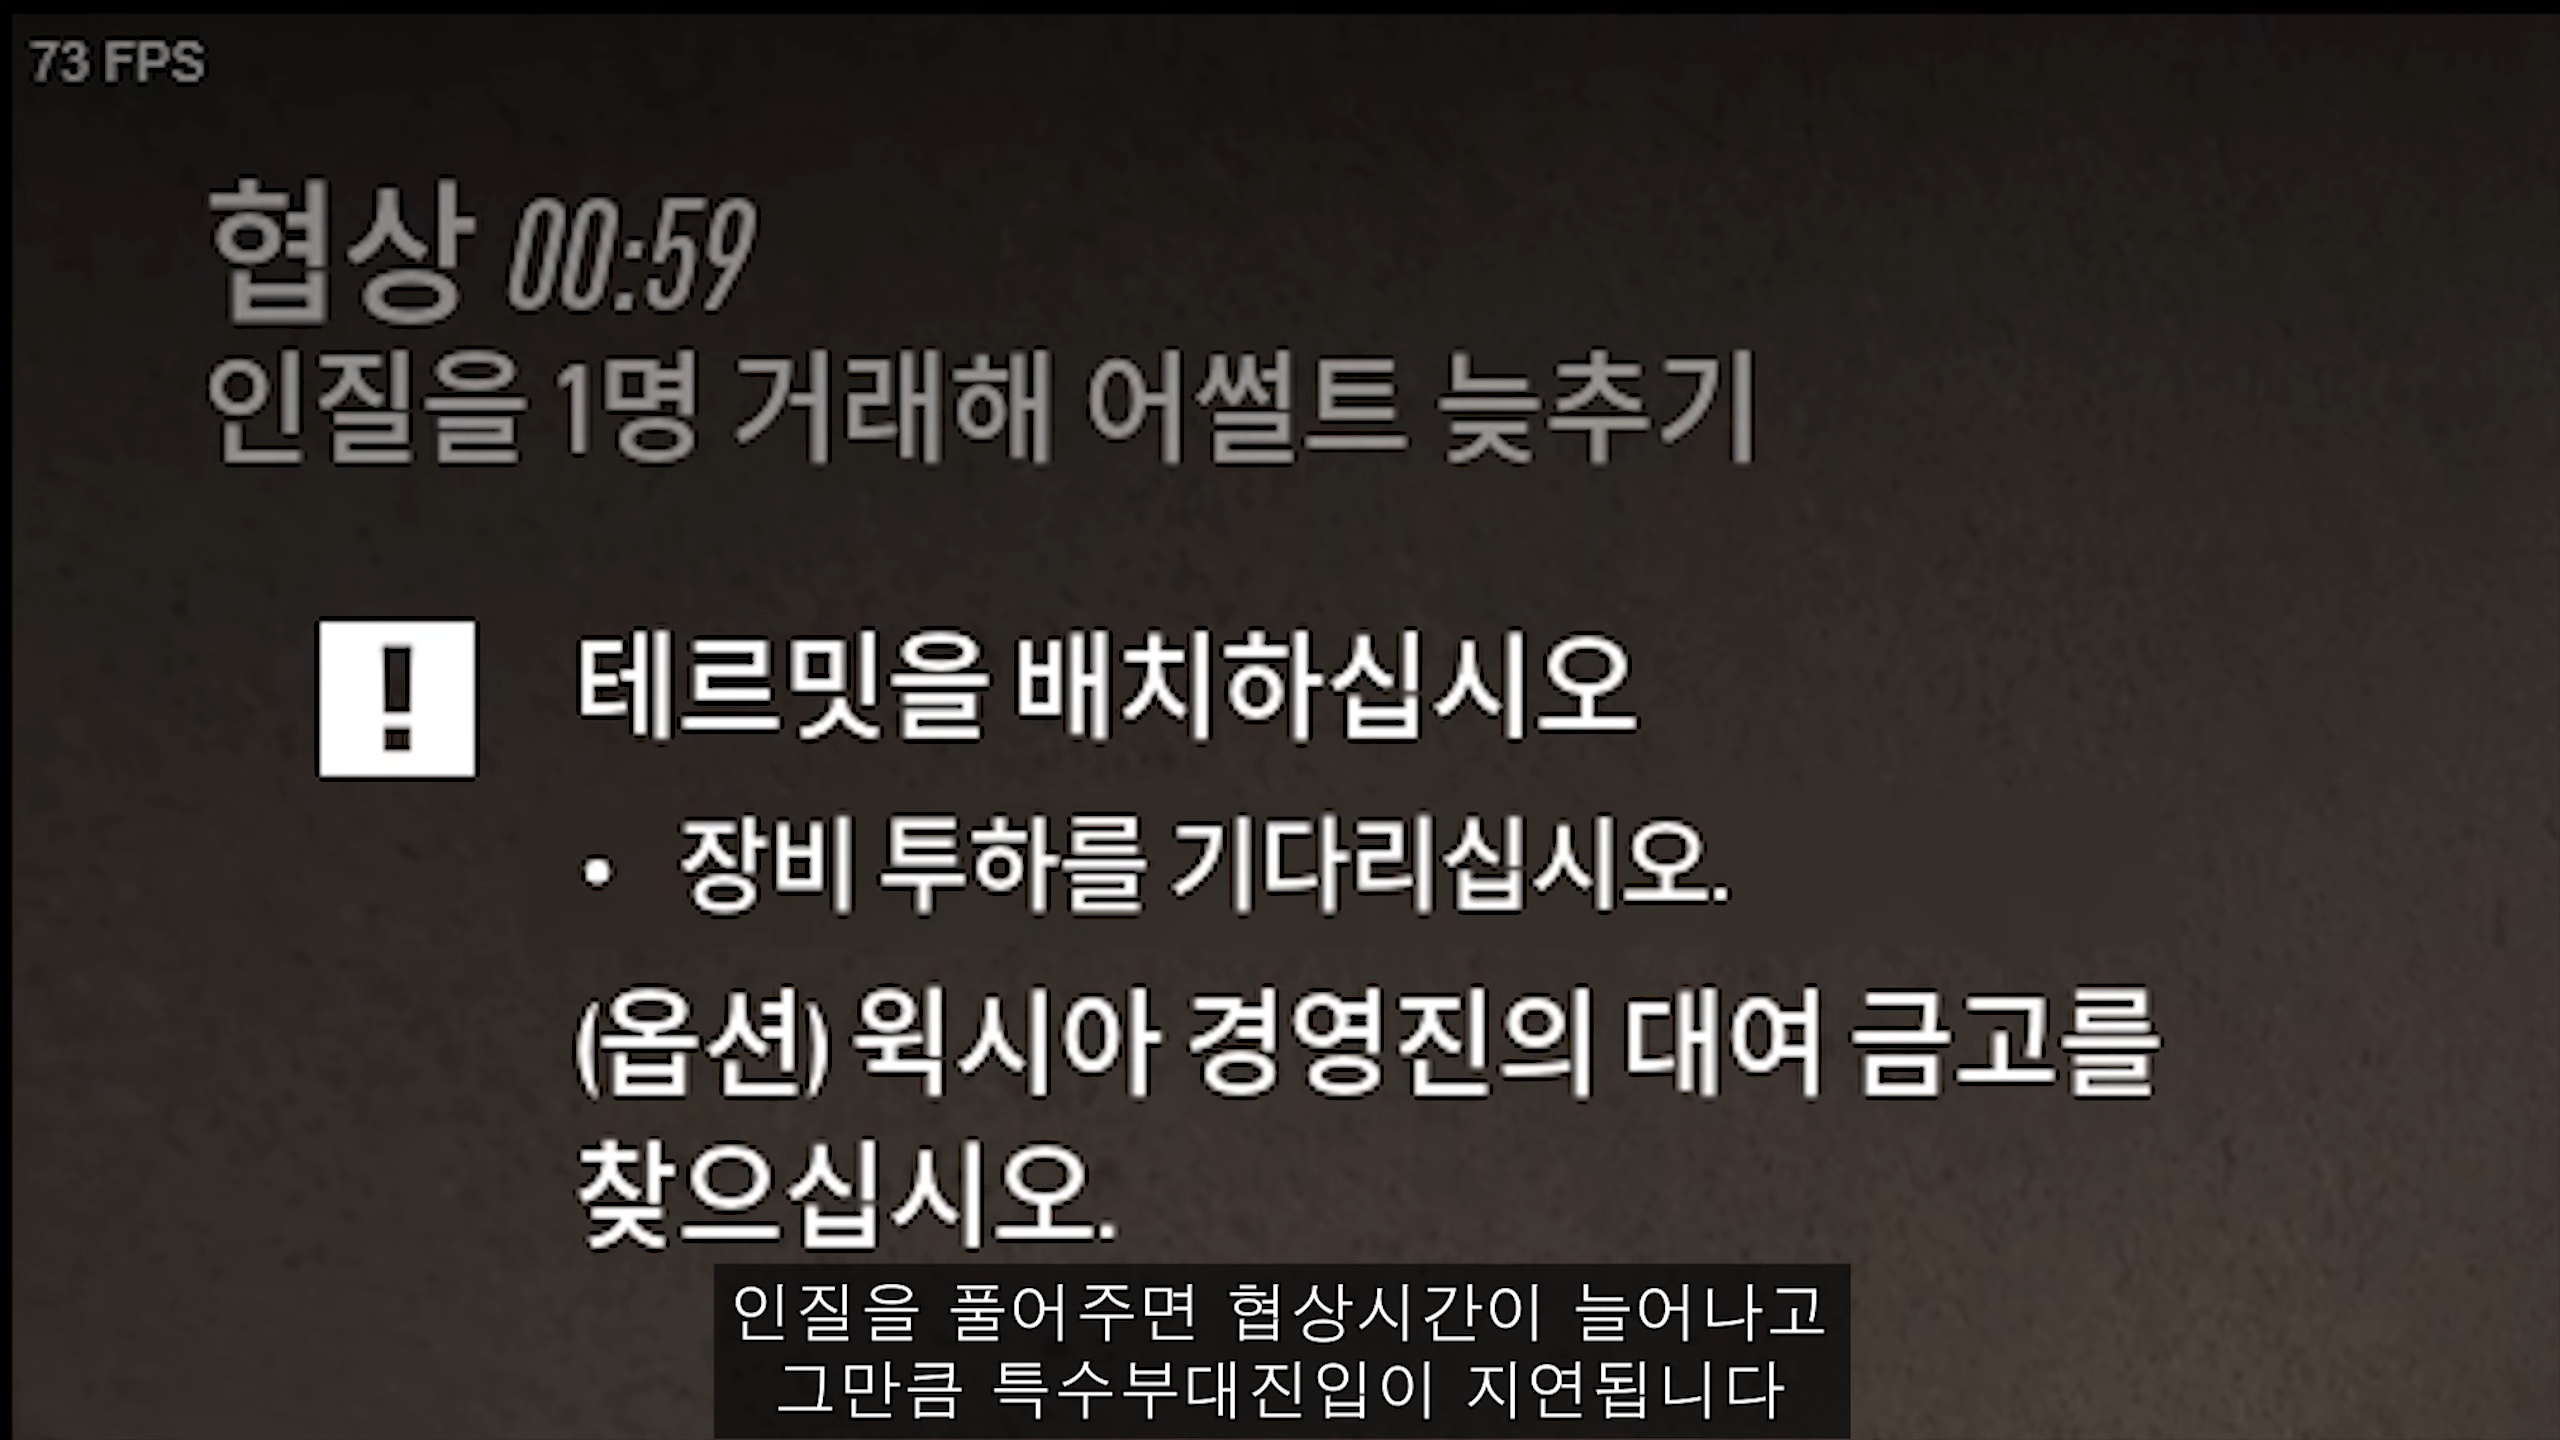 73 FPS
협상 00:59
인질을 1명 거래해 어썰트 늦추기
! 테르밋을 배치하십시오
• 장비 투하를 기다리십시오.
(옵션) 윅시아 경영진의 대여 금고를
찾으십시오.
인질을 풀어주면 협상시간이 늘어나고
그만큼 특수부대진입이 지연됩니다